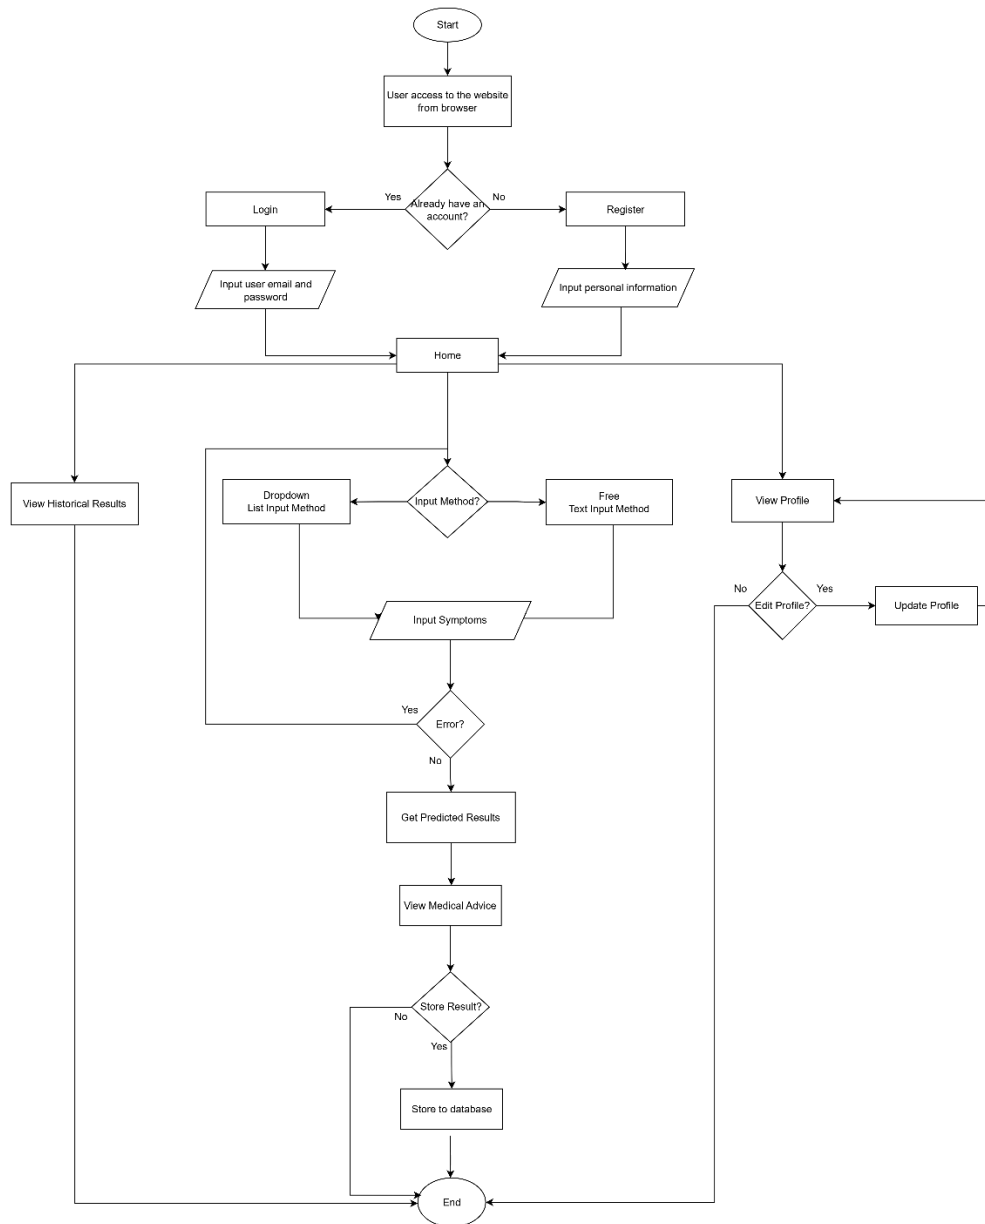 Start
User access to the website
from browser
Yes
Already have an
account?
No
Login
Register
Input user email and
password
Input personal information
Home
View Historical Results
Dropdown
List Input Method
Input Method?
Free
Text Input Method
View Profile
No
Edit Profile?
Yes
Update Profile
Input Symptoms
Yes
Error?
No
Get Predicted Results
View Medical Advice
Store Result?
No
Yes
Store to database
End